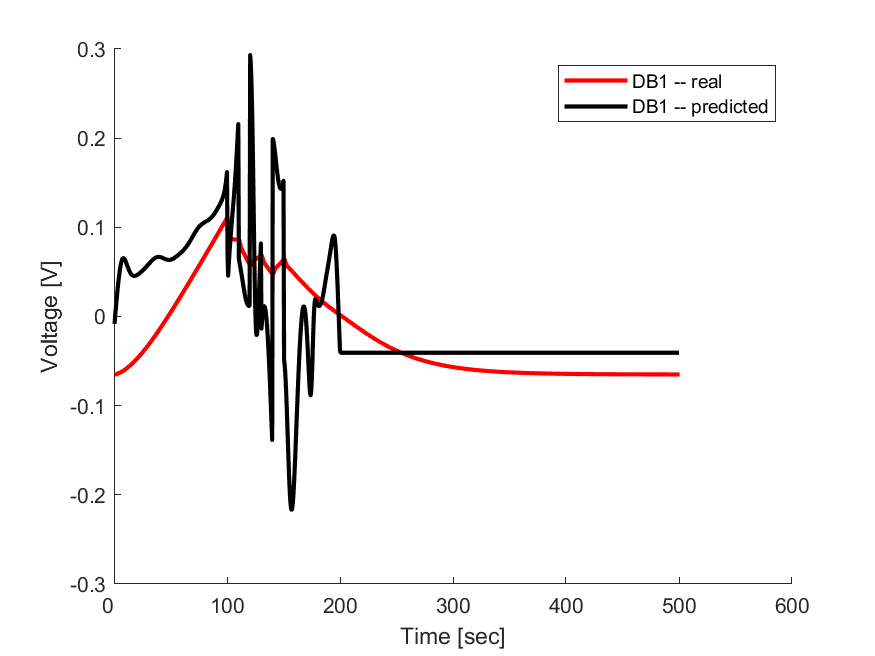 0.3
0.2
0.1
0
-0.1
-0.2
-0.3
Voltage [V]
DB1 -- real
DB1 -- predicted
0 100 200 300 400 500 600
Time [sec]